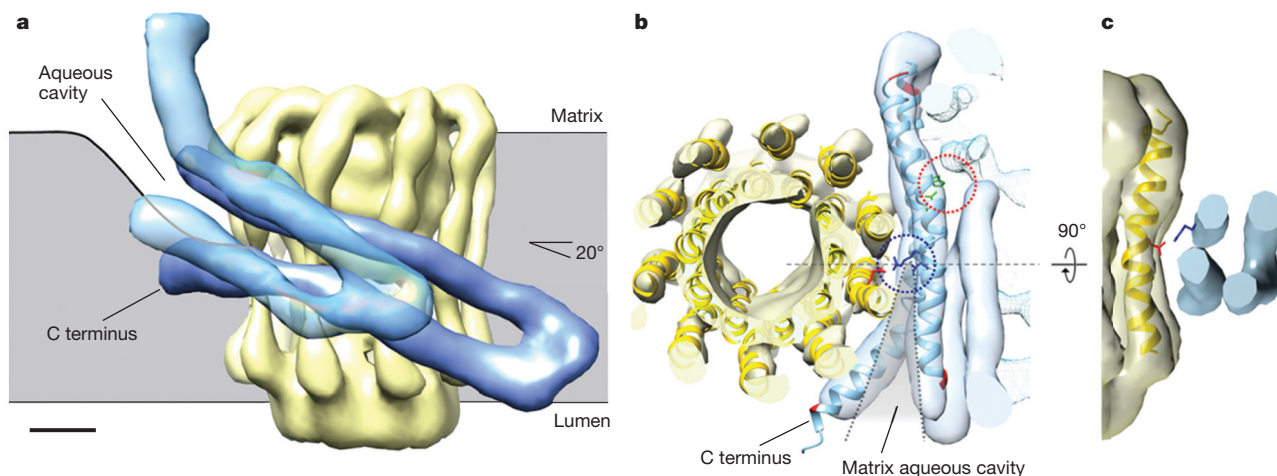 a
Aqueous
cavity
Matrix
20°
C terminus
Lumen
b
C terminus
Matrix aqueous cavity
90°
c